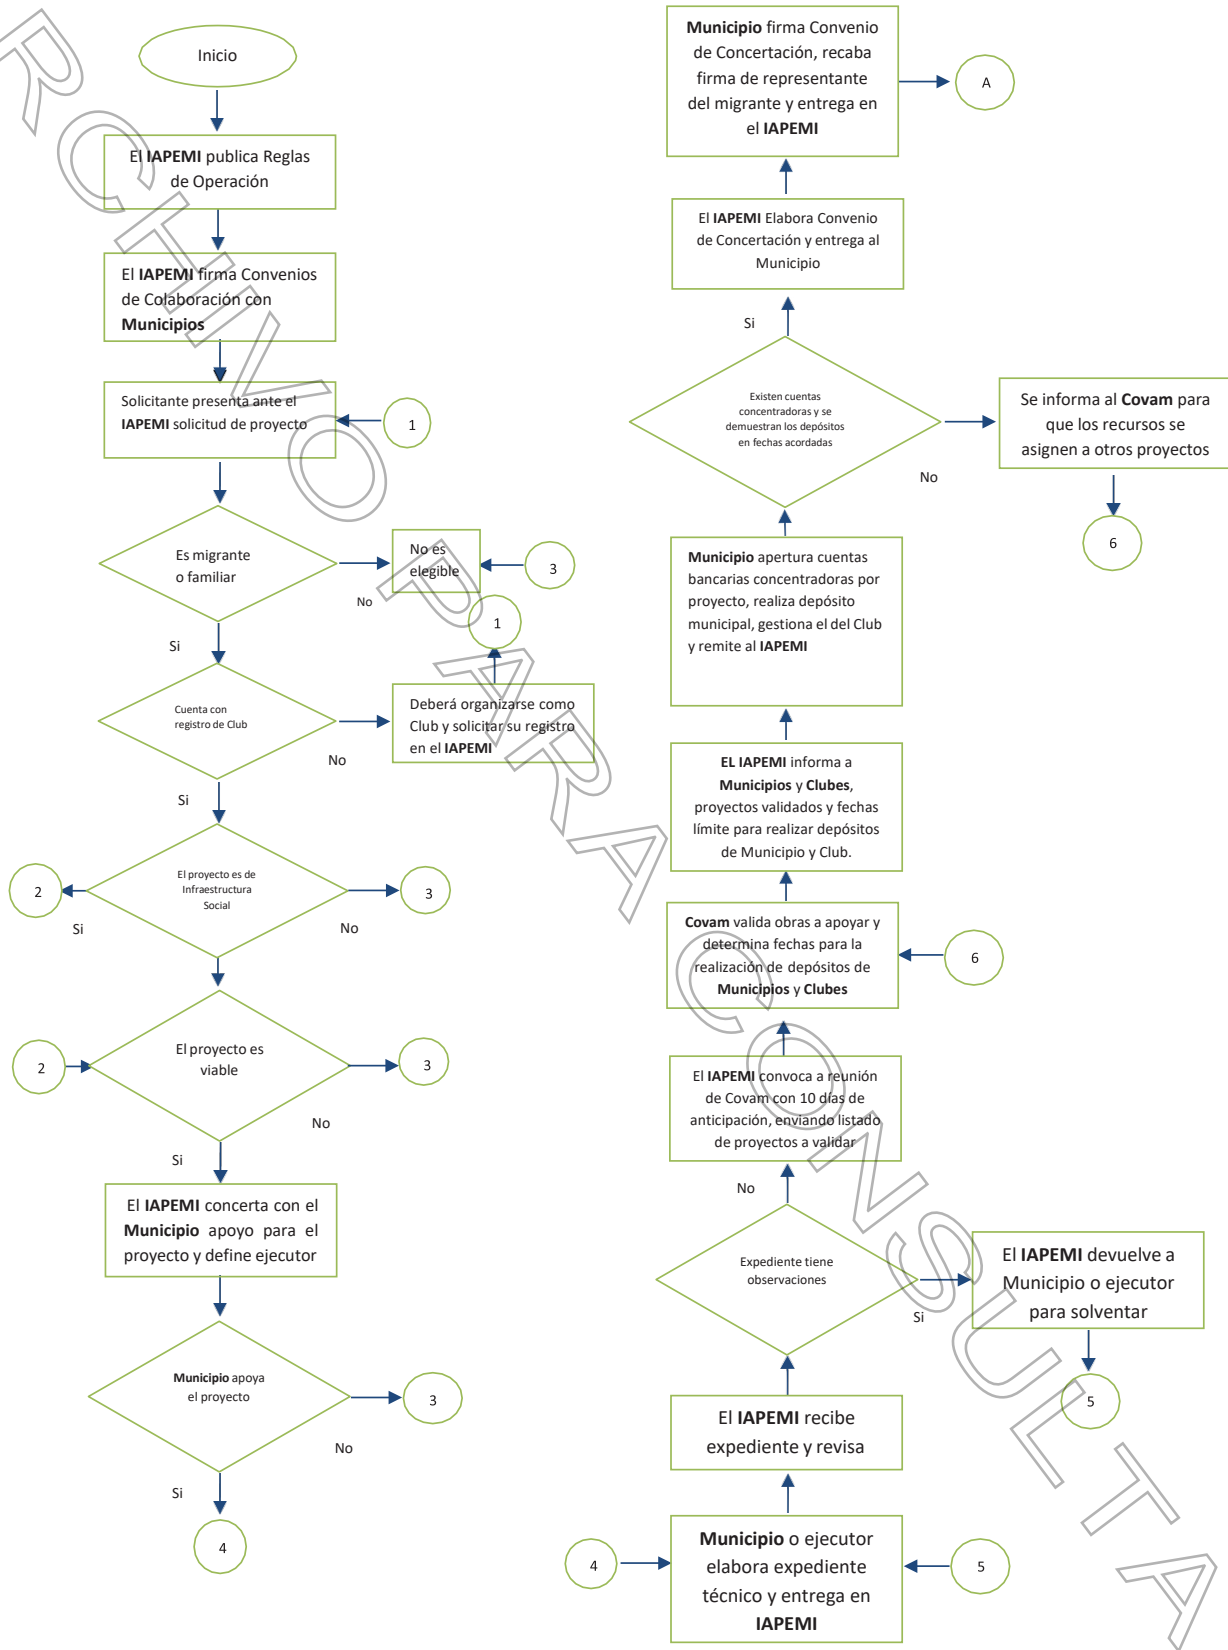 Inicio
El IAPEMI publica Reglas
de Operación
El IAPEMI firma Convenios
de Colaboración con
Municipios
Solicitante presenta ante el
IAPEMI solicitud de proyecto
1
Es migrante
o familiar
No
No es
elegible
3
1
Si
Cuenta con
registro de Club
No
Deberá organizarse como
Club y solicitar su registro
en el IAPEMI
Si
El proyecto es de
Infraestructura
Social
2
Si
No
3
2
El proyecto es
viable
3
No
Si
El IAPEMI concerta con el
Municipio apoyo para el
proyecto y define ejecutor
Municipio apoya
el proyecto
3
No
Si
4
Municipio firma Convenio
de Concertación, recaba
firma de representante
del migrante y entrega en
el IAPEMI
A
El IAPEMI Elabora Convenio
de Concertación y entrega al
Municipio
Si
Existen cuentas
concentradoras y se
demuestran los depósitos
en fechas acordadas
No
Se informa al Covam para
que los recursos se
asignen a otros proyectos
6
Municipio apertura cuentas
bancarias concentradoras por
proyecto, realiza depósito
municipal, gestiona el del Club
y remite al IAPEMI
EL IAPEMI informa a
Municipios y Clubes,
proyectos validados y fechas
límite para realizar depósitos
de Municipio y Club.
Covam valida obras a apoyar y
determina fechas para la
realización de depósitos de
Municipios y Clubes
6
El IAPEMI convoca a reunión
de Covam con 10 días de
anticipación, enviando listado
de proyectos a validar
No
Expediente tiene
observaciones
Si
El IAPEMI devuelve a
Municipio o ejecutor
para solventar
5
El IAPEMI recibe
expediente y revisa
4
Municipio o ejecutor
elabora expediente
técnico y entrega en
IAPEMI
5
RCHIVO PARA CONSULTA